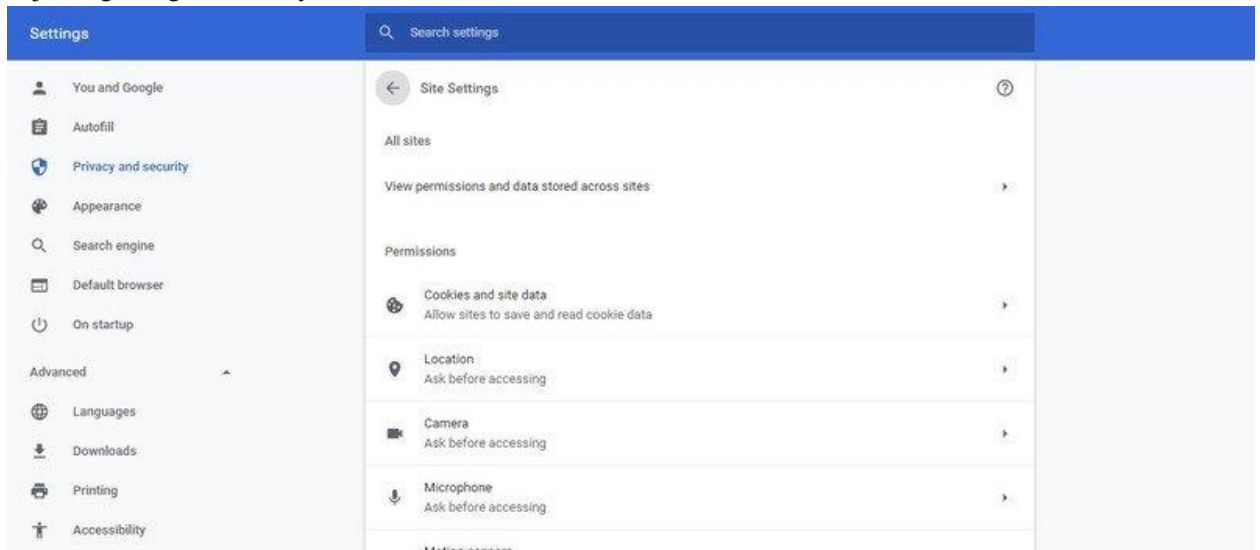 Settings
Search settings
You and Google
Autofill
Privacy and security
Appearance
Search engine
Default browser
On startup
Advanced
Languages
Downloads
Printing
Accessibility
Site Settings
All sites
View permissions and data stored across sites
Permissions
Cookies and site data
Allow sites to save and read cookie data
Location
Ask before accessing
Camera
Ask before accessing
Microphone
Ask before accessing